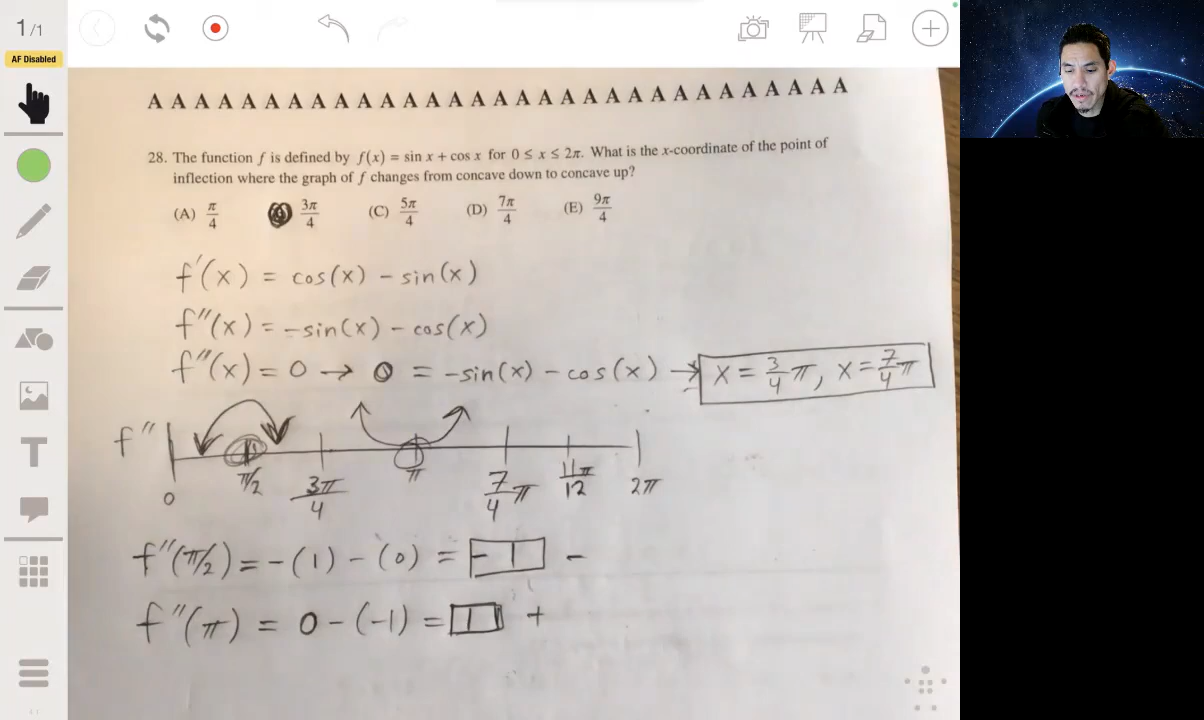 1/1
AF Disabled
A A A A A A A A A A A A A A A A A A A A A A A A A A A A A A A
28. The function f is defined by f(x) = sin x + cos x for 0 ≤ x ≤ 2π. What is the x-coordinate of the point of
inflection where the graph of f changes from concave down to concave up?
(A) π/4 3π/4 (C) 5π/4 (D) 7π/4 (E) 9π/4
f'(x) = cos(x) - sin(x)
f''(x) = -sin(x) - cos(x)
f''(x) = 0 → 0 = -sin(x) - cos(x) → x = 3/4 π, x = 7/4 π
f''
0 π/2 3π/4 π 7/4 π 11π/12 2π
f''(π/2) = -(1) - (0) = -1 -
f''(π) = 0 - (-1) = 1 +
T